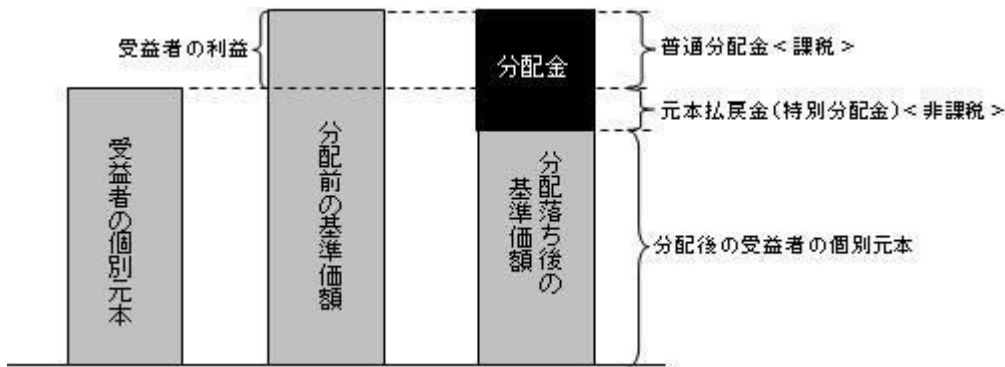 受益者の利益
分配金
普通分配金＜課税＞
元本払戻金(特別分配金)＜非課税＞
受益者の個別元本
分配前の基準価額
分配落ち後の
基準価額
分配後の受益者の個別元本